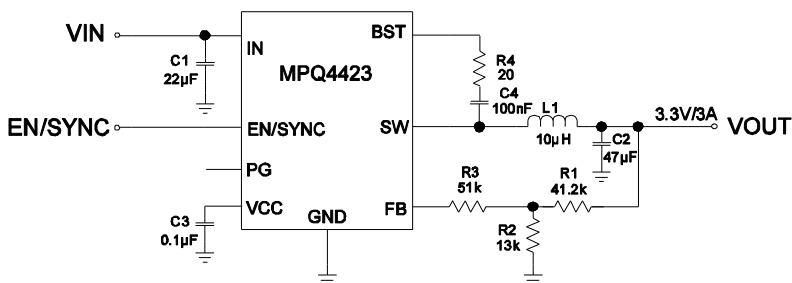 VIN
C1
22µF
IN
MPQ4423
BST
R4
20
C4
100nF
EN/SYNC
EN/SYNC
SW
L1
10µH
3.3V/3A
VOUT
C2
47µF
PG
R3
51k
R1
41.2k
VCC
GND
FB
C3
0.1µF
R2
13k